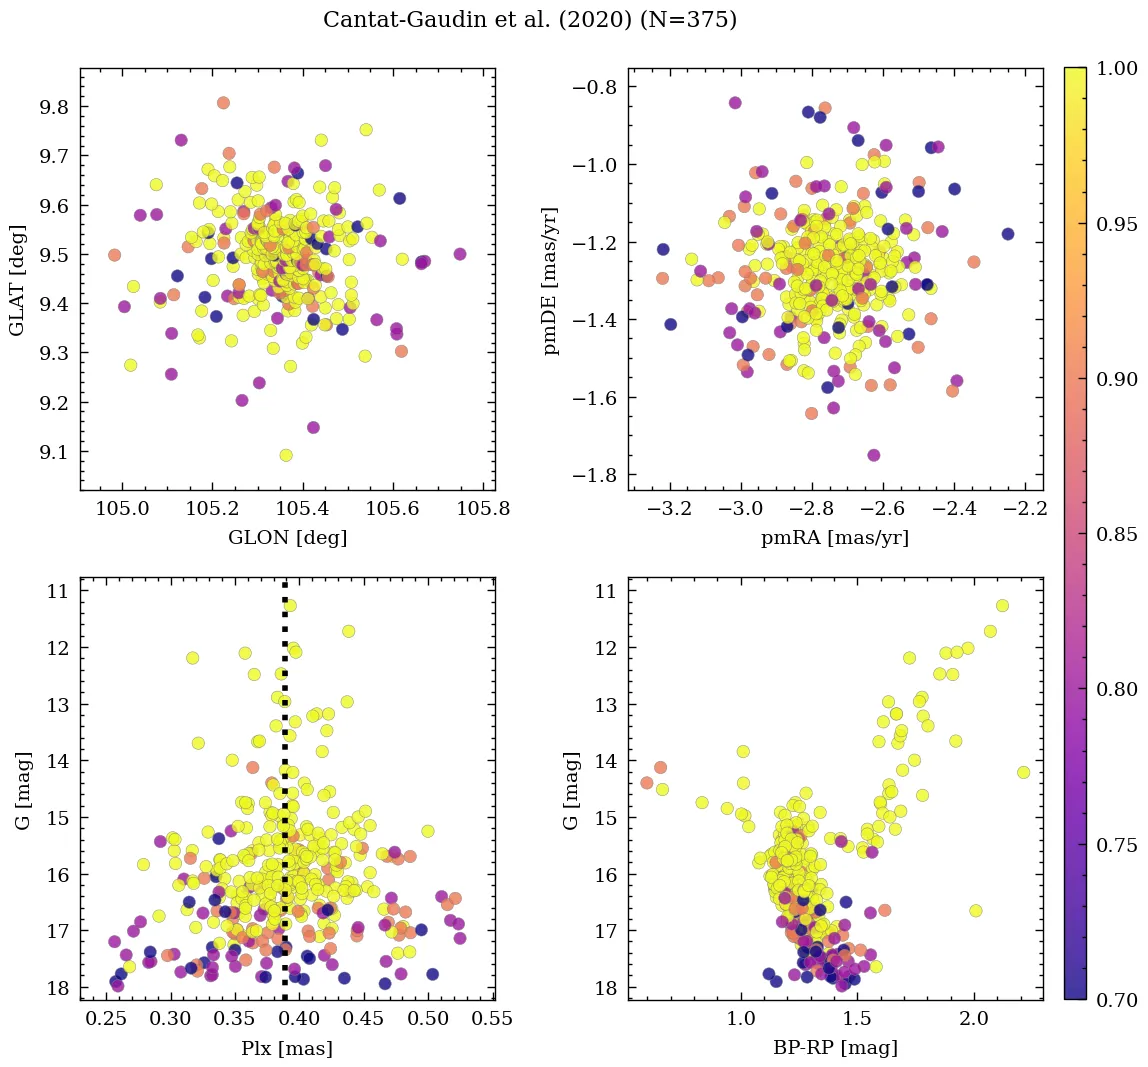 Cantat-Gaudin et al. (2020) (N=375)
GLAT [deg]
9.8
9.7
9.6
9.5
9.4
9.3
9.2
9.1
105.0 105.2 105.4 105.6 105.8
GLON [deg]
pmDE [mas/yr]
−0.8
−1.0
−1.2
−1.4
−1.6
−1.8
−3.2 −3.0 −2.8 −2.6 −2.4 −2.2
pmRA [mas/yr]
G [mag]
11
12
13
14
15
16
17
18
0.25 0.30 0.35 0.40 0.45 0.50 0.55
Plx [mas]
G [mag]
11
12
13
14
15
16
17
18
1.0 1.5 2.0
BP-RP [mag]
1.00
0.95
0.90
0.85
0.80
0.75
0.70